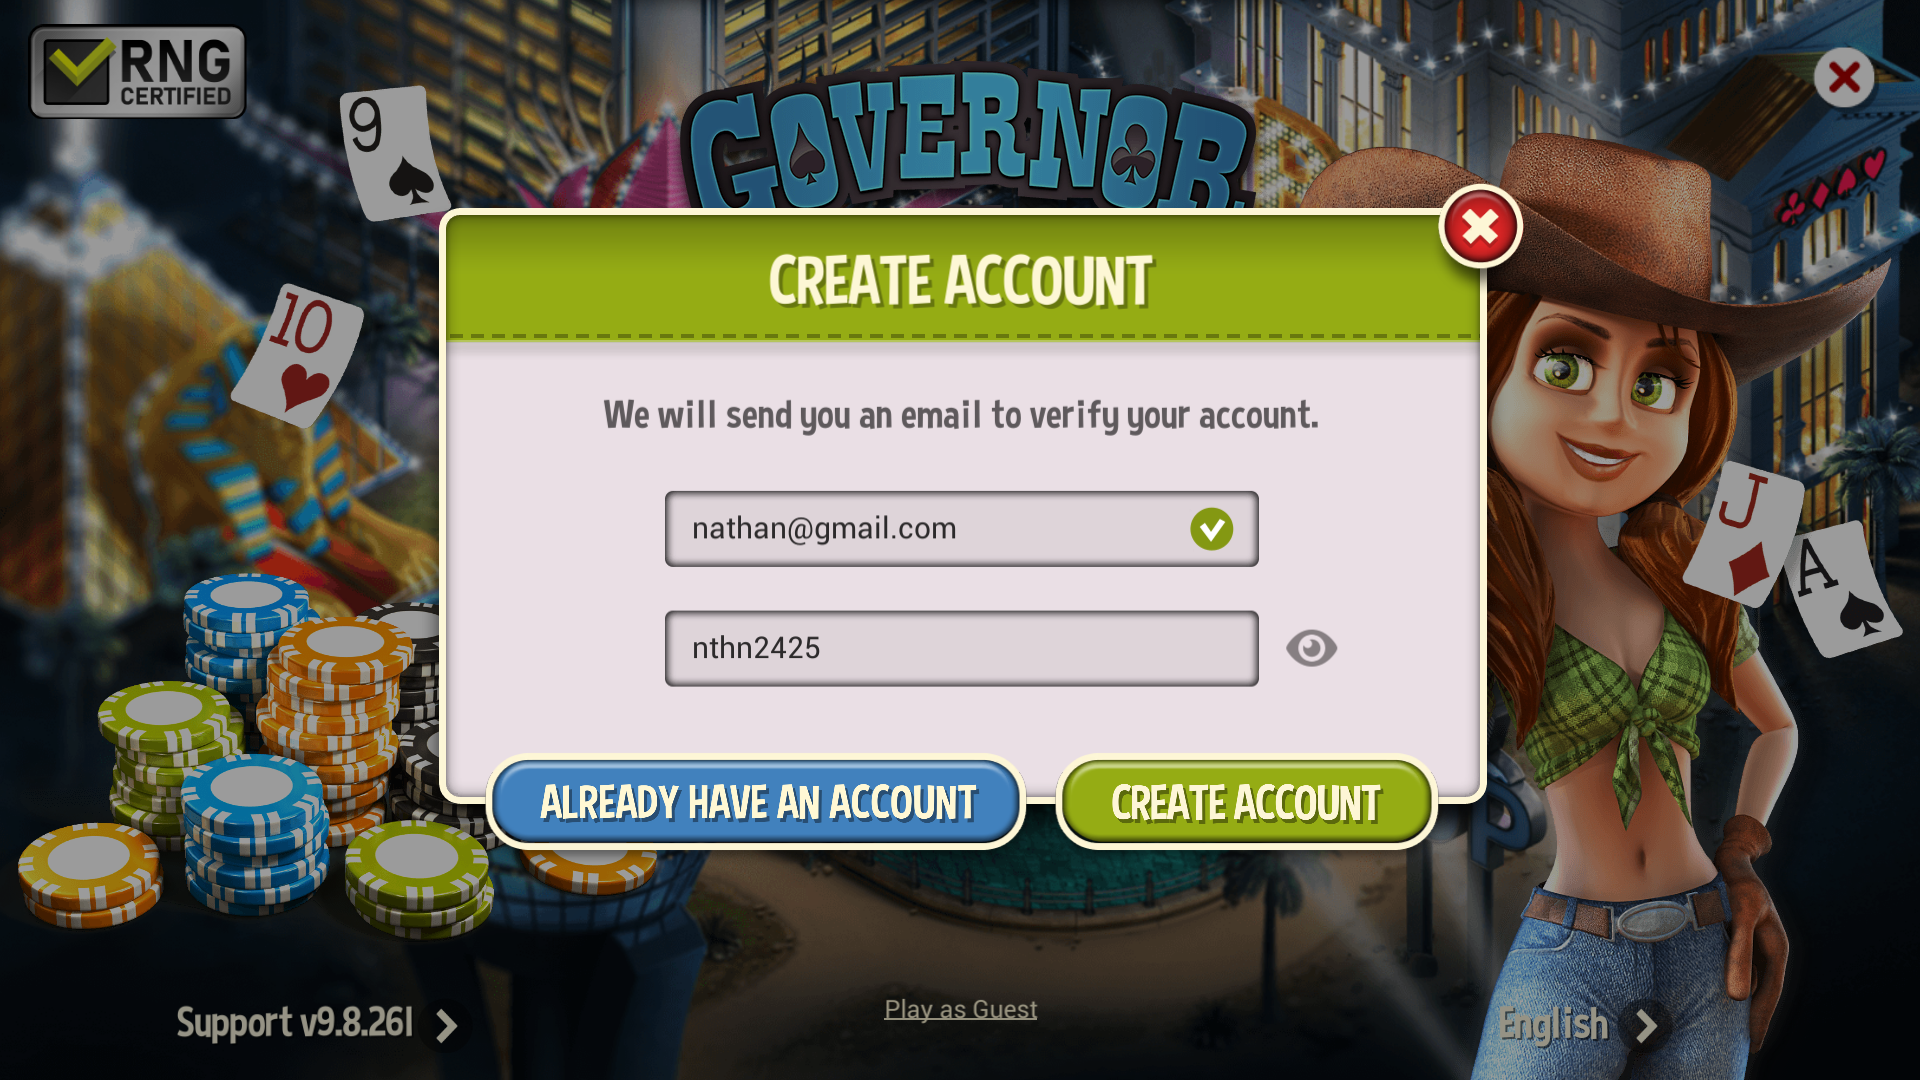 RNG
CERTIFIED
9
GOVERNOR
10
CREATE ACCOUNT
We will send you an email to verify your account.
nathan@gmail.com
J
A
nthn2425
ALREADY HAVE AN ACCOUNT
CREATE ACCOUNT
Play as Guest
Support v9.8.261
English